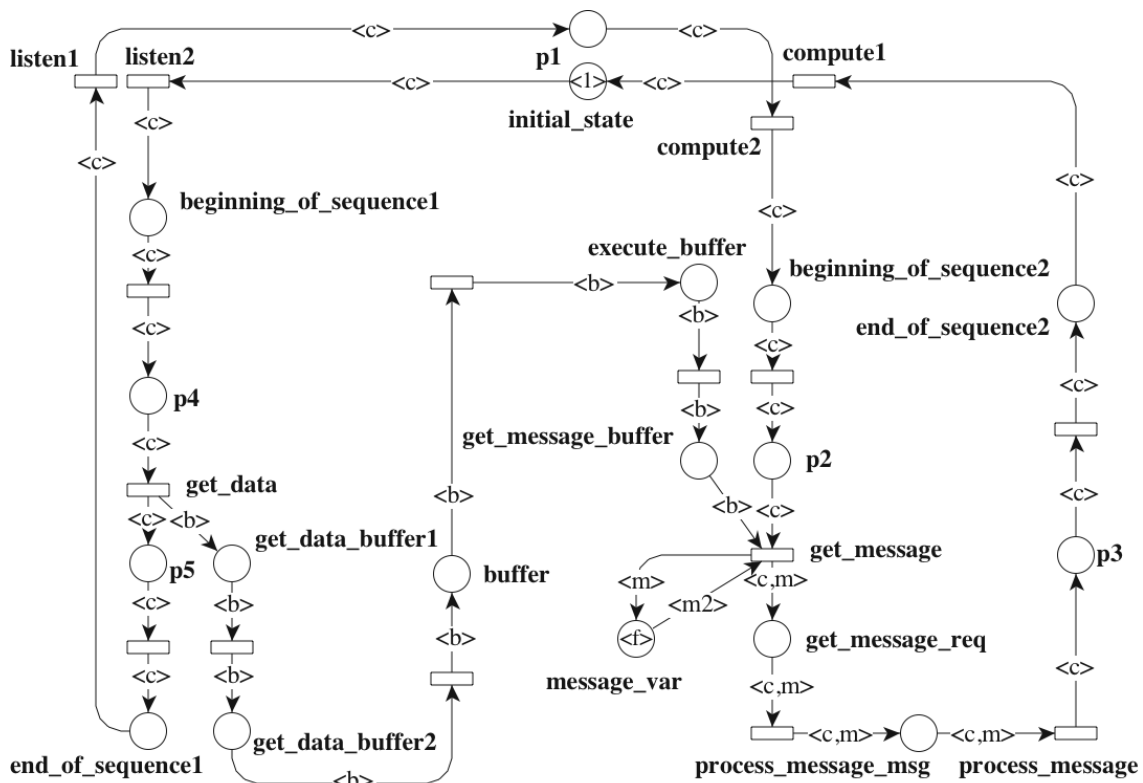 <c>
<c>
p1
listen1
listen2
compute1
<c>
<1>
<c>
initial_state
compute2
<c>
<c>
<c>
beginning_of_sequence1
<c>
<c>
execute_buffer
beginning_of_sequence2
<c>
<b>
<b>
<c>
end_of_sequence2
p4
<b>
<c>
<c>
<c>
get_message_buffer
p2
get_data
<c>
<b>
<b>
<b>
<c>
<c>
get_data_buffer1
get_message
p5
buffer
p3
<c>
<b>
<m>
<m2>
<c,m>
<c>
<b>
<b>
<f>
get_message_req
message_var
<c,m>
<c>
end_of_sequence1
get_data_buffer2
<b>
<c,m>
<c,m>
process_message_msg
process_message